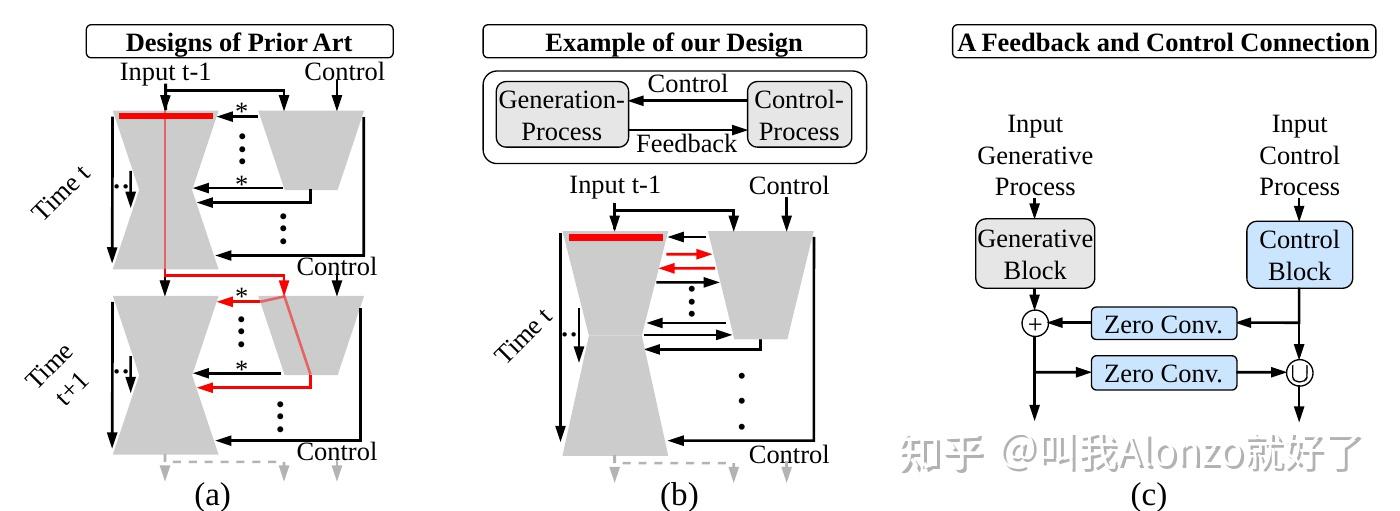 Designs of Prior Art
Input t-1
Control
*
*
Time t
Control
*
*
Time
t+1
Control
(a)
Example of our Design
Generation-
Process
Control
Feedback
Control-
Process
Input t-1
Control
Time t
Control
(b)
A Feedback and Control Connection
Input
Generative
Process
Input
Control
Process
Generative
Block
Control
Block
+
Zero Conv.
Zero Conv.
∪
知乎 @叫我Alonzo就好了
(c)